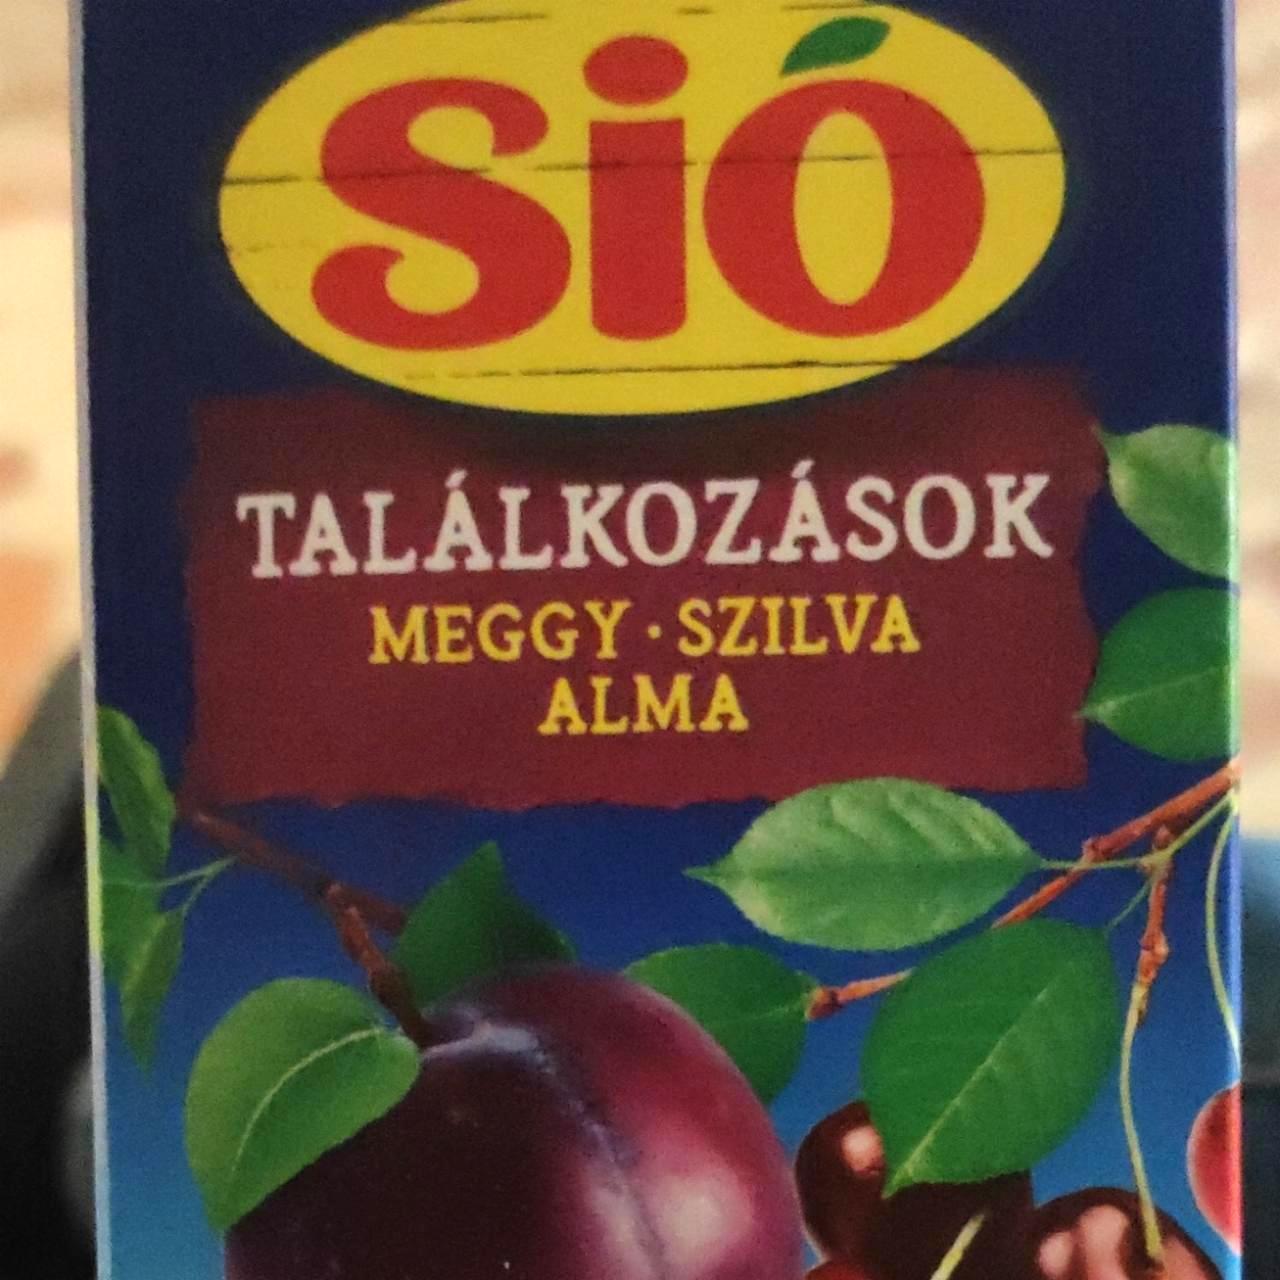 Sió
TALÁLKOZÁSOK
MEGGY · SZILVA
ALMA